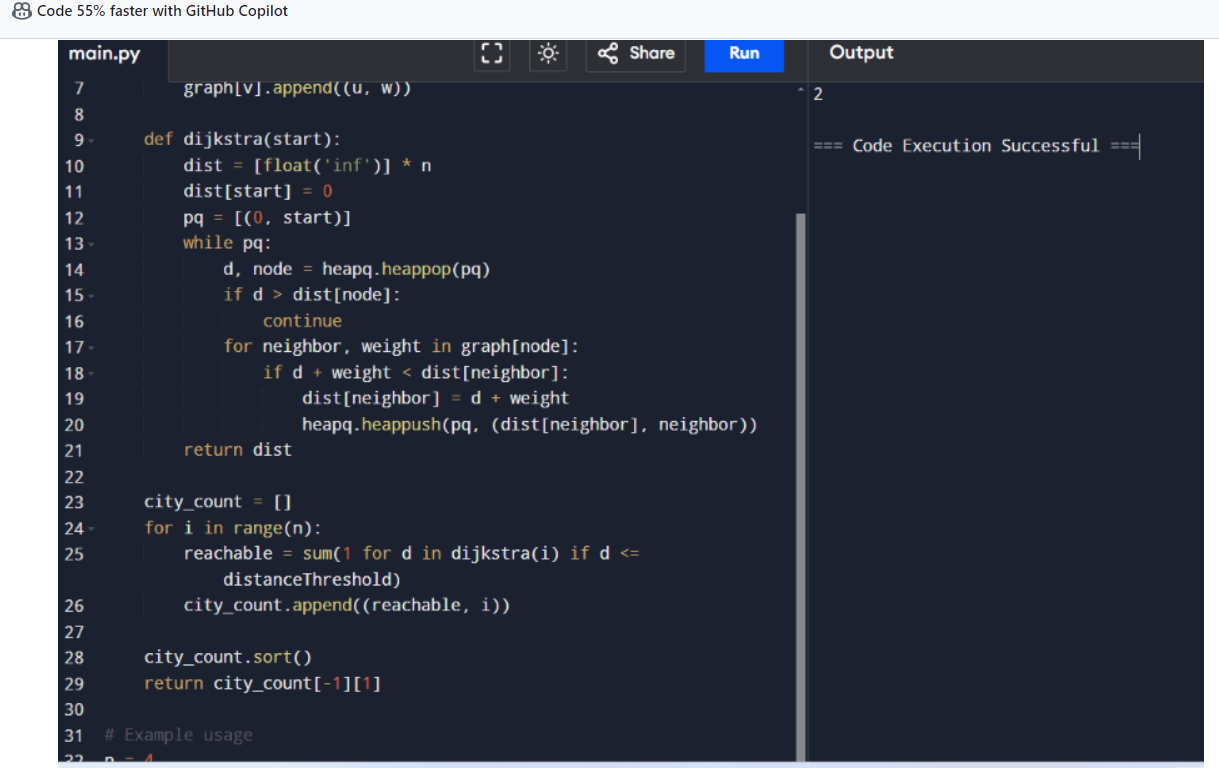 Code 55% faster with GitHub Copilot
main.py
Share
Run
Output
7 graph[v].append((u, w))
8
9 def dijkstra(start):
10 dist = [float('inf')] * n
11 dist[start] = 0
12 pq = [(0, start)]
13 while pq:
14 d, node = heapq.heappop(pq)
15 if d > dist[node]:
16 continue
17 for neighbor, weight in graph[node]:
18 if d + weight < dist[neighbor]:
19 dist[neighbor] = d + weight
20 heapq.heappush(pq, (dist[neighbor], neighbor))
21 return dist
22
23 city_count = []
24 for i in range(n):
25 reachable = sum(1 for d in dijkstra(i) if d <=
distanceThreshold)
26 city_count.append((reachable, i))
27
28 city_count.sort()
29 return city_count[-1][1]
30
31 # Example usage
32 n = 4
2
=== Code Execution Successful ===